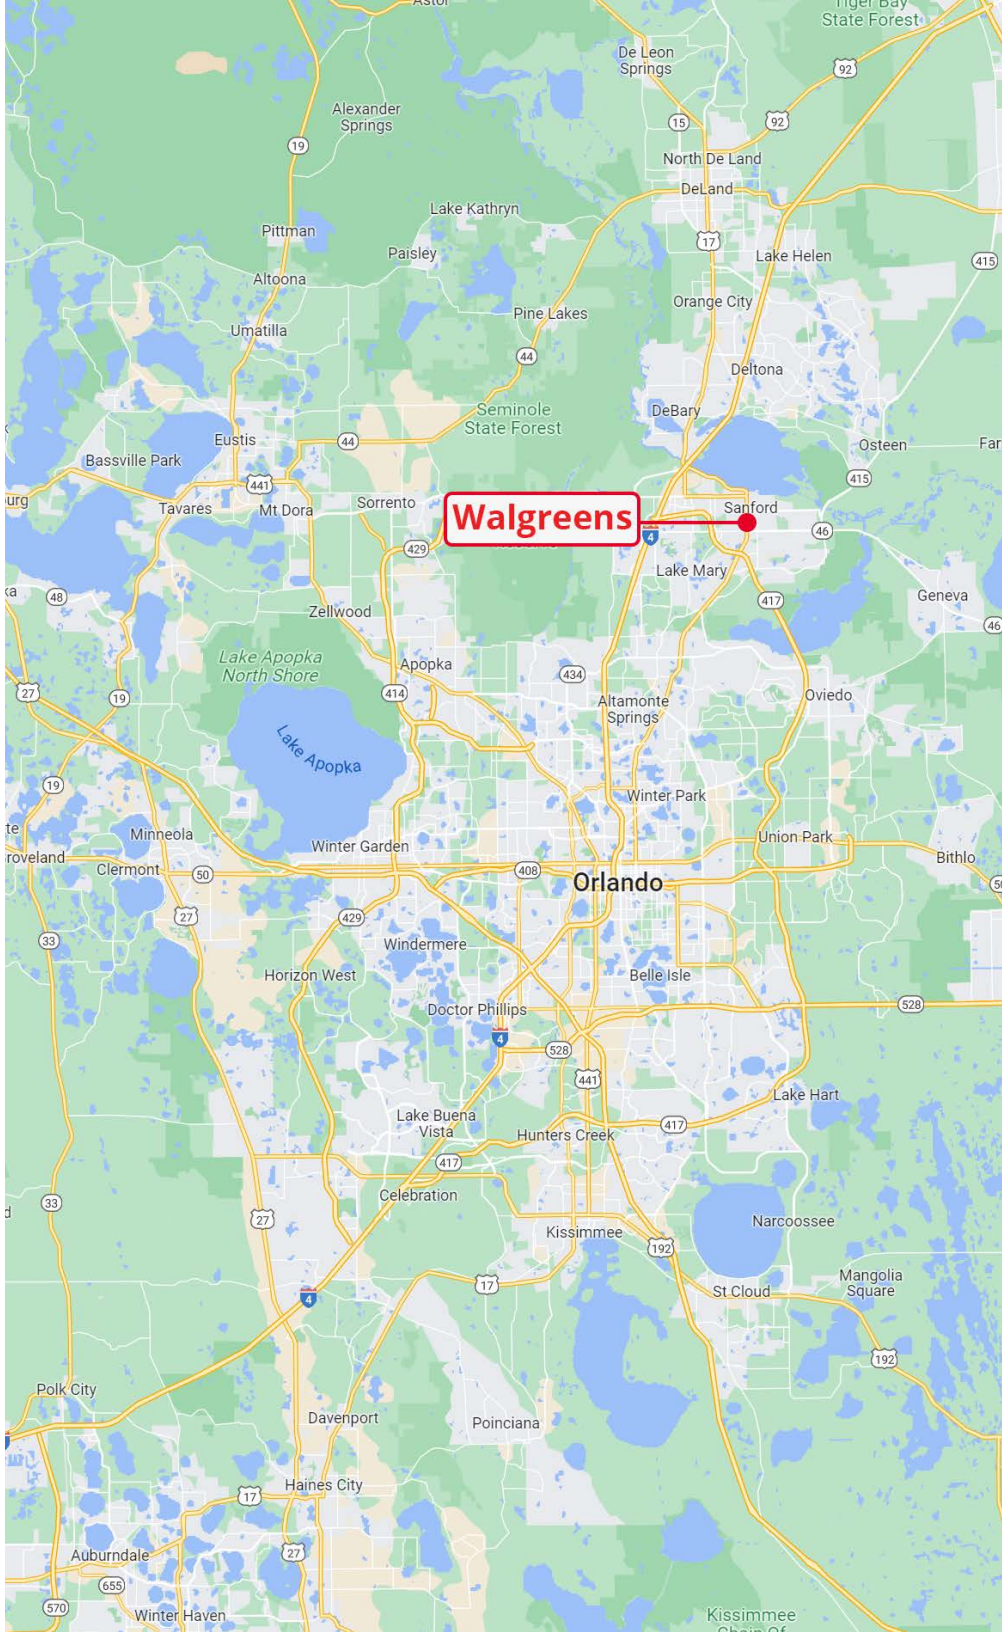 Astor
Tiger Bay
State Forest
De Leon
Springs
92
Alexander
Springs
15
92
19
North De Land
DeLand
Lake Kathryn
Pittman
17
Paisley
Lake Helen
415
Altoona
Orange City
Pine Lakes
Umatilla
44
Deltona
Seminole
State Forest
DeBary
Eustis
44
Osteen
Far
Bassville Park
441
415
urg
Tavares
Mt Dora
Sorrento
Sanford
Walgreens
4
46
429
Lake Mary
48
417
Geneva
Zellwood
46
Lake Apopka
North Shore
Apopka
434
27
19
414
Altamonte
Springs
Oviedo
Lake Apopka
19
Winter Park
Minneola
Winter Garden
Union Park
roveland
Clermont
50
408
Bithlo
Orlando
50
27
429
33
Windermere
Horizon West
Belle Isle
Doctor Phillips
528
4
528
441
Lake Hart
Lake Buena
Vista
Hunters Creek
417
417
Celebration
33
27
Narcoossee
Kissimmee
192
Mangolia
Square
17
St Cloud
4
192
Polk City
Davenport
Poinciana
Haines City
17
27
Auburndale
655
570
Winter Haven
Kissimmee
Chain Of